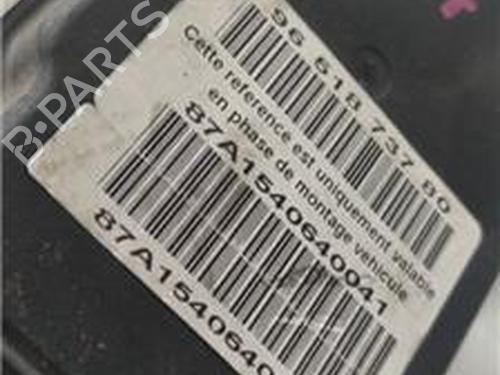 96 618 737 80
Cette reference est uniquement valable
en phase de montage vehicule
87A1540640041
87A1540640
B-PARTS